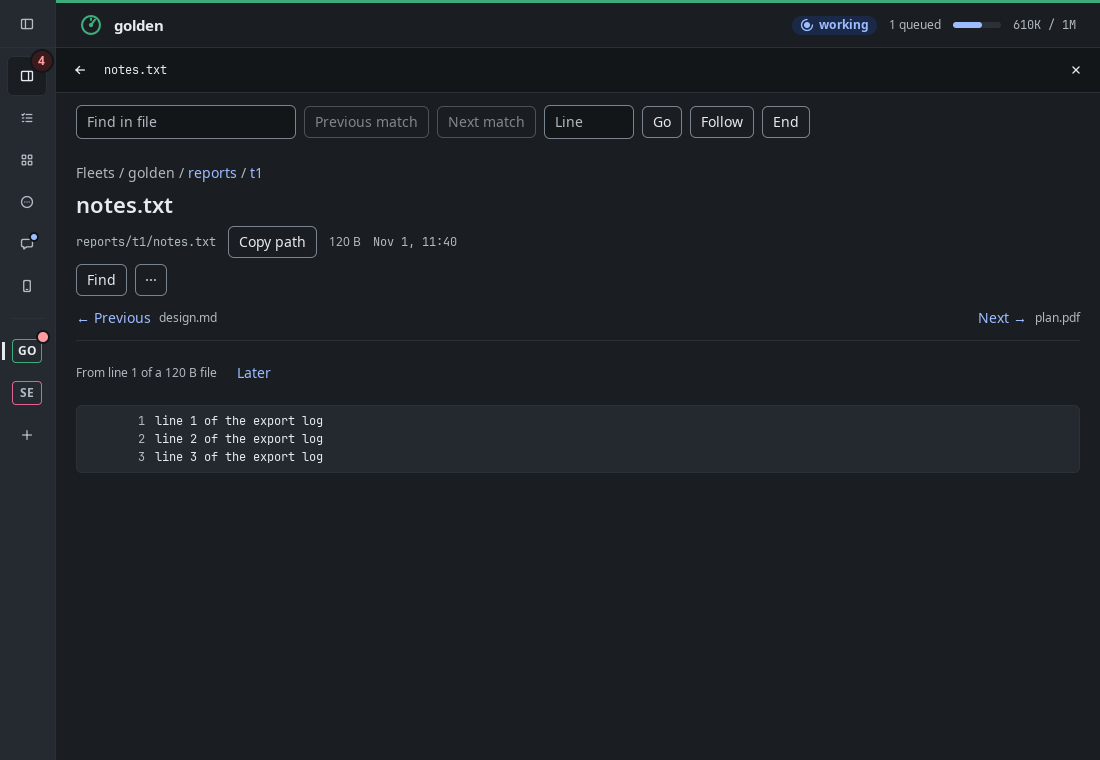 golden
working
1 queued
610K / 1M
4
notes.txt
Find in file
Previous match
Next match
Line
Go
Follow
End
Fleets / golden / reports / t1
notes.txt
reports/t1/notes.txt
Copy path
120 B
Nov 1, 11:40
Find
...
← Previous design.md
Next → plan.pdf
GO
SE
From line 1 of a 120 B file
Later
1 line 1 of the export log
2 line 2 of the export log
3 line 3 of the export log